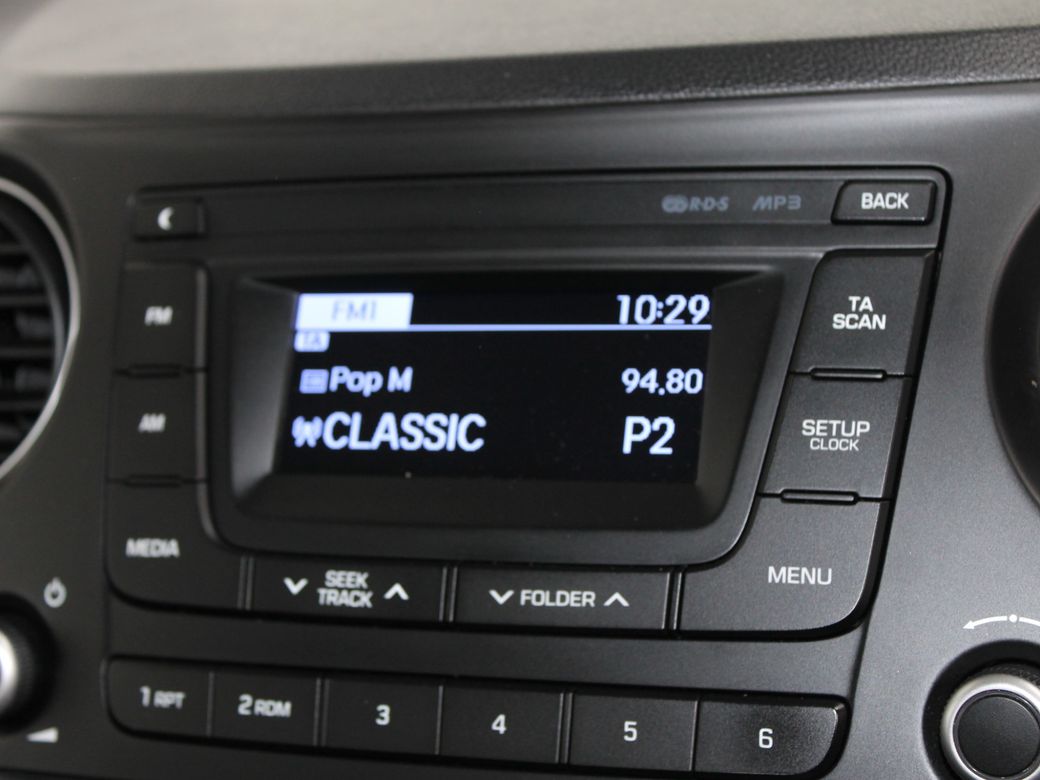 R·D·S MP3 BACK
FM
FM1 10:29
TA
Pop M 94.80
CLASSIC P2
TA
SCAN
AM
SETUP
CLOCK
MEDIA
SEEK
TRACK
FOLDER
MENU
1 RPT
2 RDM
3
4
5
6